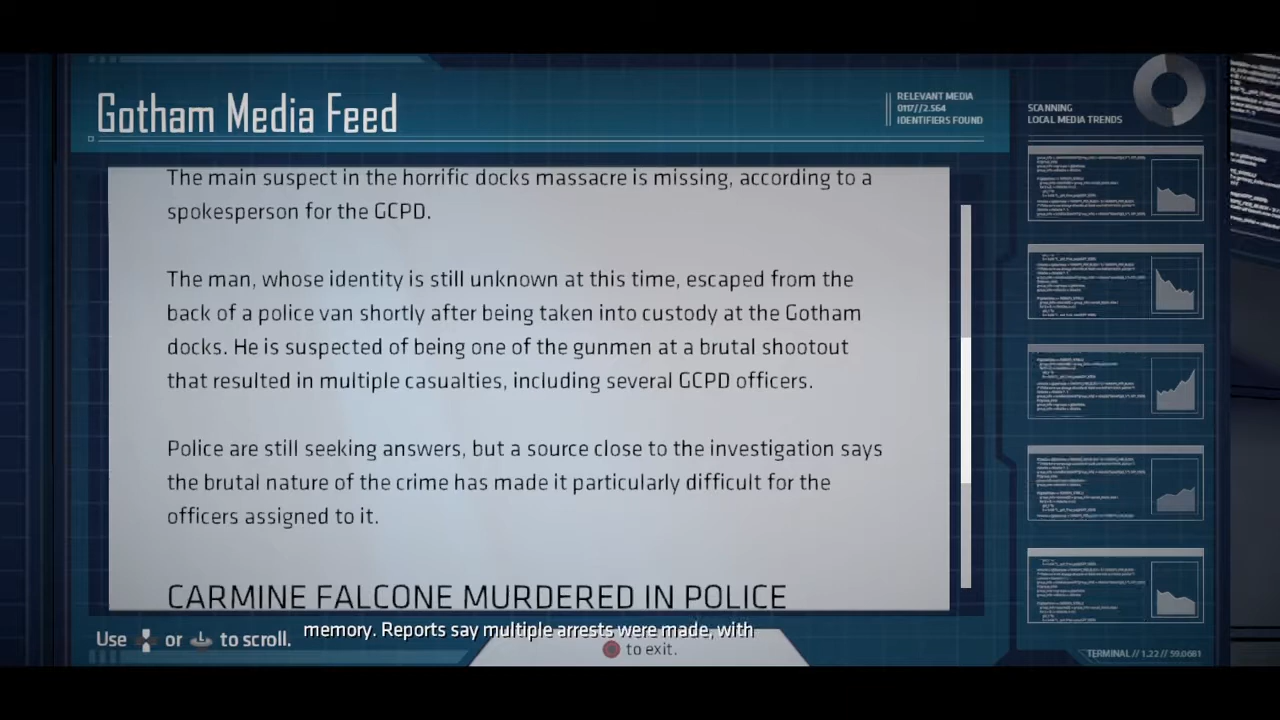 Gotham Media Feed
RELEVANT MEDIA
0117//2.564
IDENTIFIERS FOUND
SCANNING
LOCAL MEDIA TRENDS
The main suspect in the horrific docks massacre is missing, according to a
spokesperson for the GCPD.
The man, whose identity is still unknown at this time, escaped from the
back of a police van shortly after being taken into custody at the Gotham
docks. He is suspected of being one of the gunmen at a brutal shootout
that resulted in multiple casualties, including several GCPD officers.
Police are still seeking answers, but a source close to the investigation says
the brutal nature of the crime has made it particularly difficult for the
officers assigned to it.
CARMINE FALCONE MURDERED IN POLICE
Use or to scroll.
memory. Reports say multiple arrests were made, with
to exit.
TERMINAL // 1.22 // 59.0681